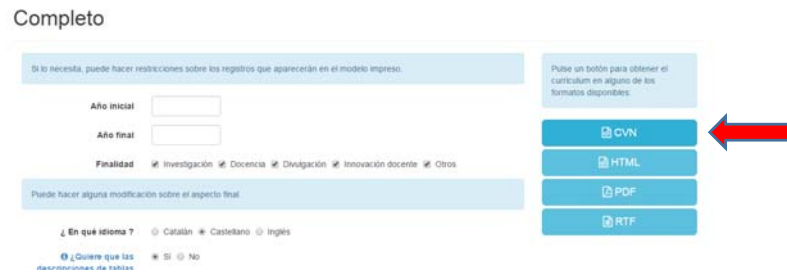 Completo
Si lo necesita, puede hacer restricciones sobre los registros que aparecerán en el modelo impreso.
Año inicial
Año final
Finalidad Investigación Docencia Divulgación Innovación docente Otros
Puede hacer alguna modificación sobre el aspecto final
¿ En qué idioma ? Catalán Castellano Inglés
¿Quiere que las Sí No
descripciones de tablas
Pulse un botón para obtener el
curriculum en alguno de los
formatos disponibles:
CVN
HTML
PDF
RTF